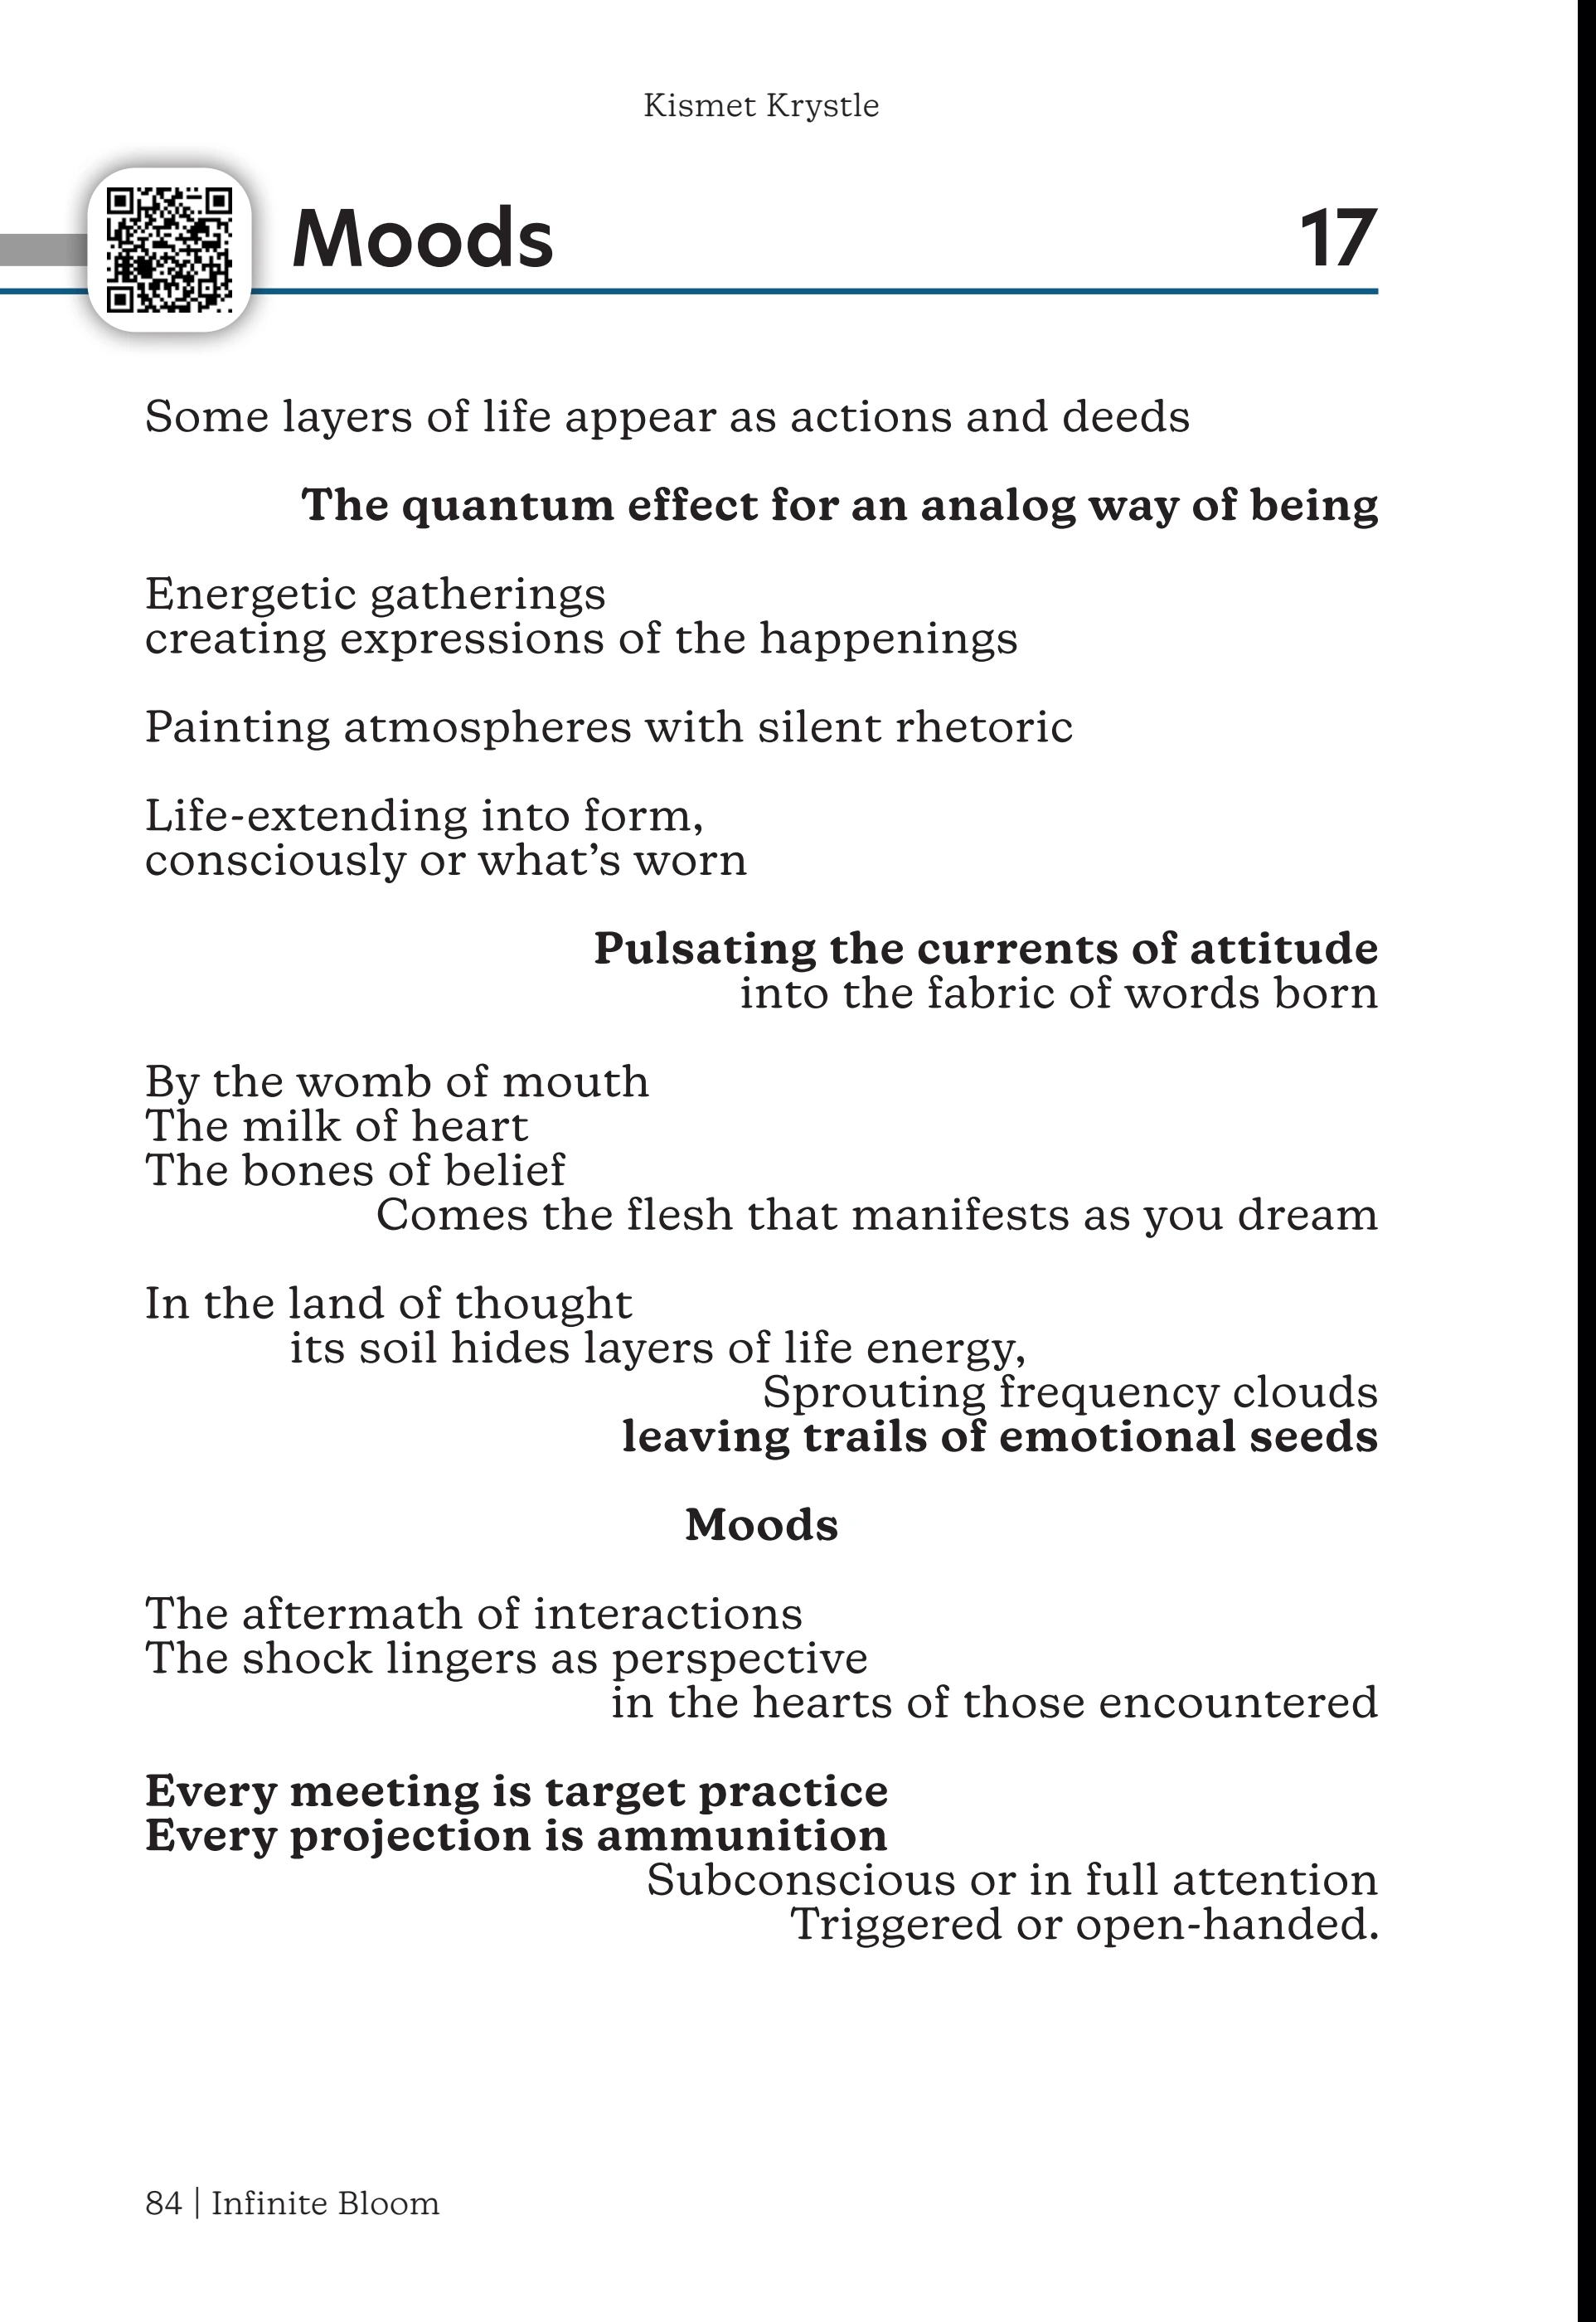 Kismet Krystle
Moods 17
Some layers of life appear as actions and deeds
The quantum effect for an analog way of being
Energetic gatherings
creating expressions of the happenings
Painting atmospheres with silent rhetoric
Life-extending into form,
consciously or what’s worn
Pulsating the currents of attitude
into the fabric of words born
By the womb of mouth
The milk of heart
The bones of belief
Comes the flesh that manifests as you dream
In the land of thought
its soil hides layers of life energy,
Sprouting frequency clouds
leaving trails of emotional seeds
Moods
The aftermath of interactions
The shock lingers as perspective
in the hearts of those encountered
Every meeting is target practice
Every projection is ammunition
Subconscious or in full attention
Triggered or open-handed.
84 | Infinite Bloom